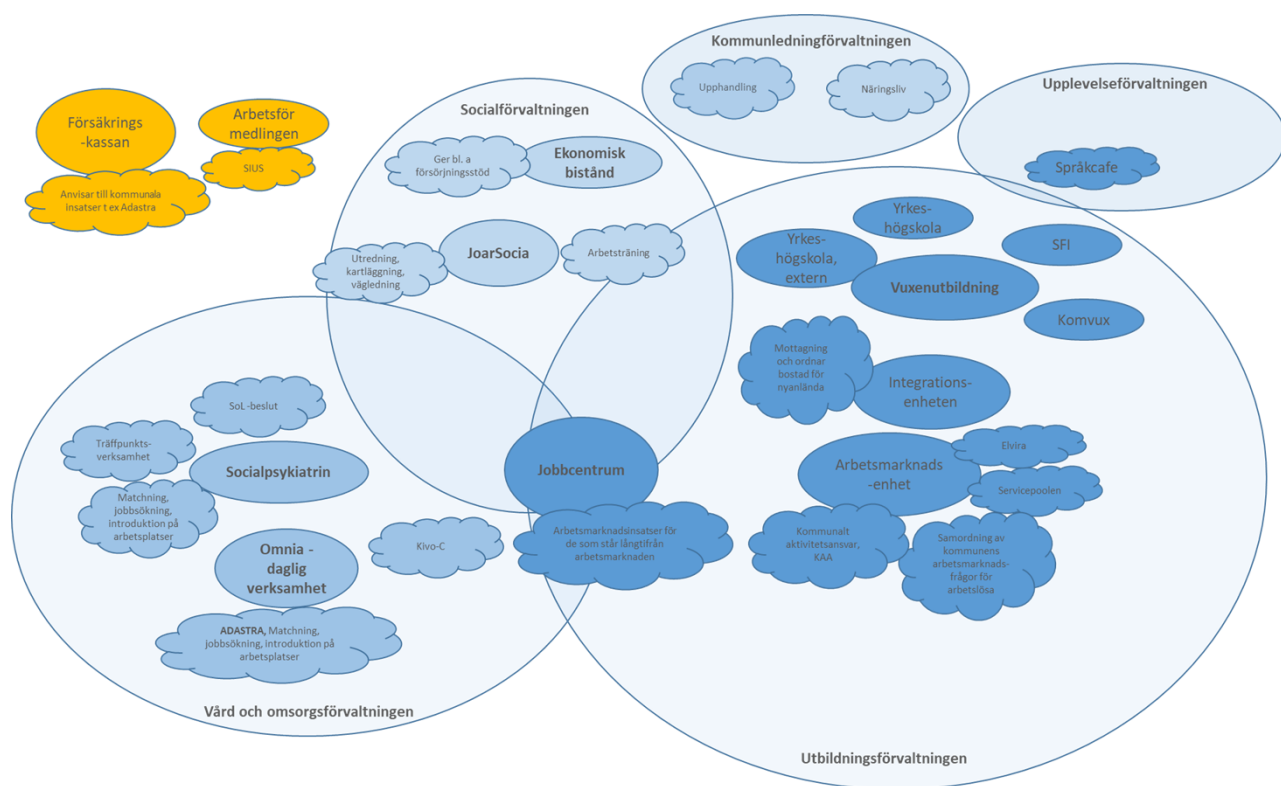 Kommunledningförvaltningen
Upphandling
Näringsliv
Upplevelseförvaltningen
Språkcafe
Försäkrings
-kassan
Anvisar till kommunala
insatser t ex Adastra
Arbetsför
medlingen
SIUS
Socialförvaltningen
Ger bl. a
försörjningsstöd
Ekonomisk
bistånd
JoarSocia
Utredning,
kartläggning,
vägledning
Arbetsträning
Yrkes-
högskola
Yrkes-
högskola,
extern
SFI
Vuxenutbildning
Komvux
Mottagning
och ordnar
bostad för
nyanlända
Integrations-
enheten
Arbetsmarknads
-enhet
Elvira
Servicepoolen
Kommunalt
aktivitetsansvar,
KAA
Samordning av
kommunens
arbetsmarknads-
frågor för
arbetslösa
Jobbcentrum
Arbetsmarknadsinsatser för
de som står långtifrån
arbetsmarknaden
SoL -beslut
Träffpunkts-
verksamhet
Socialpsykiatrin
Matchning,
jobbsökning,
introduktion på
arbetsplatser
Omnia -
daglig
verksamhet
Kivo-C
ADASTRA, Matchning,
jobbsökning, introduktion på
arbetsplatser
Vård och omsorgsförvaltningen
Utbildningsförvaltningen